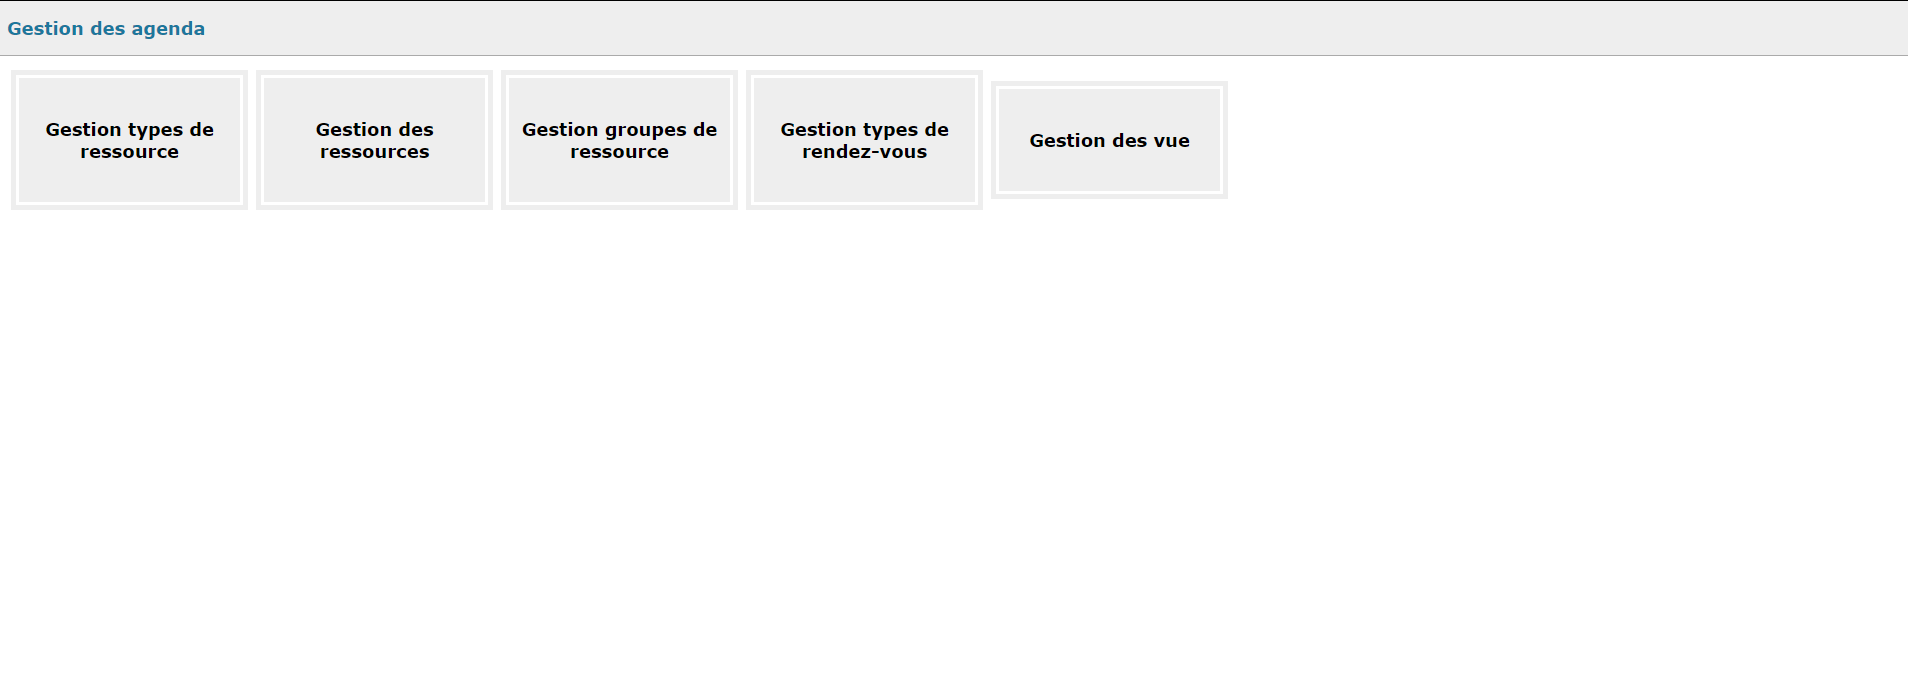 Gestion des agenda
Gestion types de
ressource
Gestion des
ressources
Gestion groupes de
ressource
Gestion types de
rendez-vous
Gestion des vue